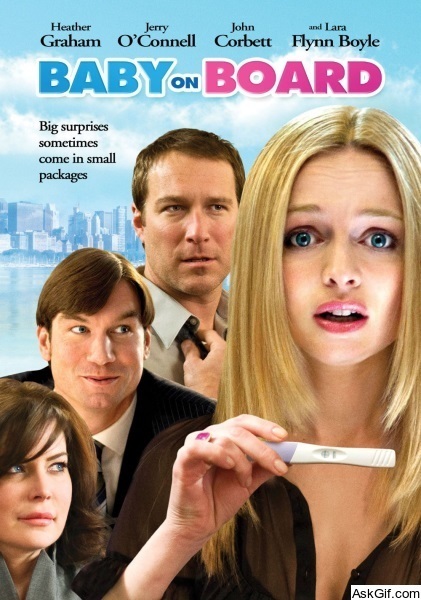 Heather Graham Jerry O'Connell John Corbett and Lara Flynn Boyle
BABY ON BOARD
Big surprises
sometimes
come in small
packages
AskGif.com